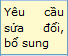 Yêu cầu
sửa đổi,
bổ sung